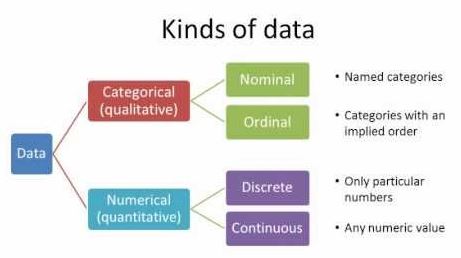 Kinds of data
Data
Categorical
(qualitative)
Nominal
• Named categories
Ordinal
• Categories with an
implied order
Numerical
(quantitative)
Discrete
• Only particular
numbers
Continuous
• Any numeric value